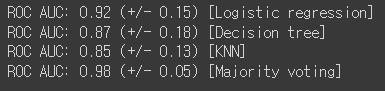 ROC AUC: 0.92 (+/- 0.15) [Logistic regression]
ROC AUC: 0.87 (+/- 0.18) [Decision tree]
ROC AUC: 0.85 (+/- 0.13) [KNN]
ROC AUC: 0.98 (+/- 0.05) [Majority voting]